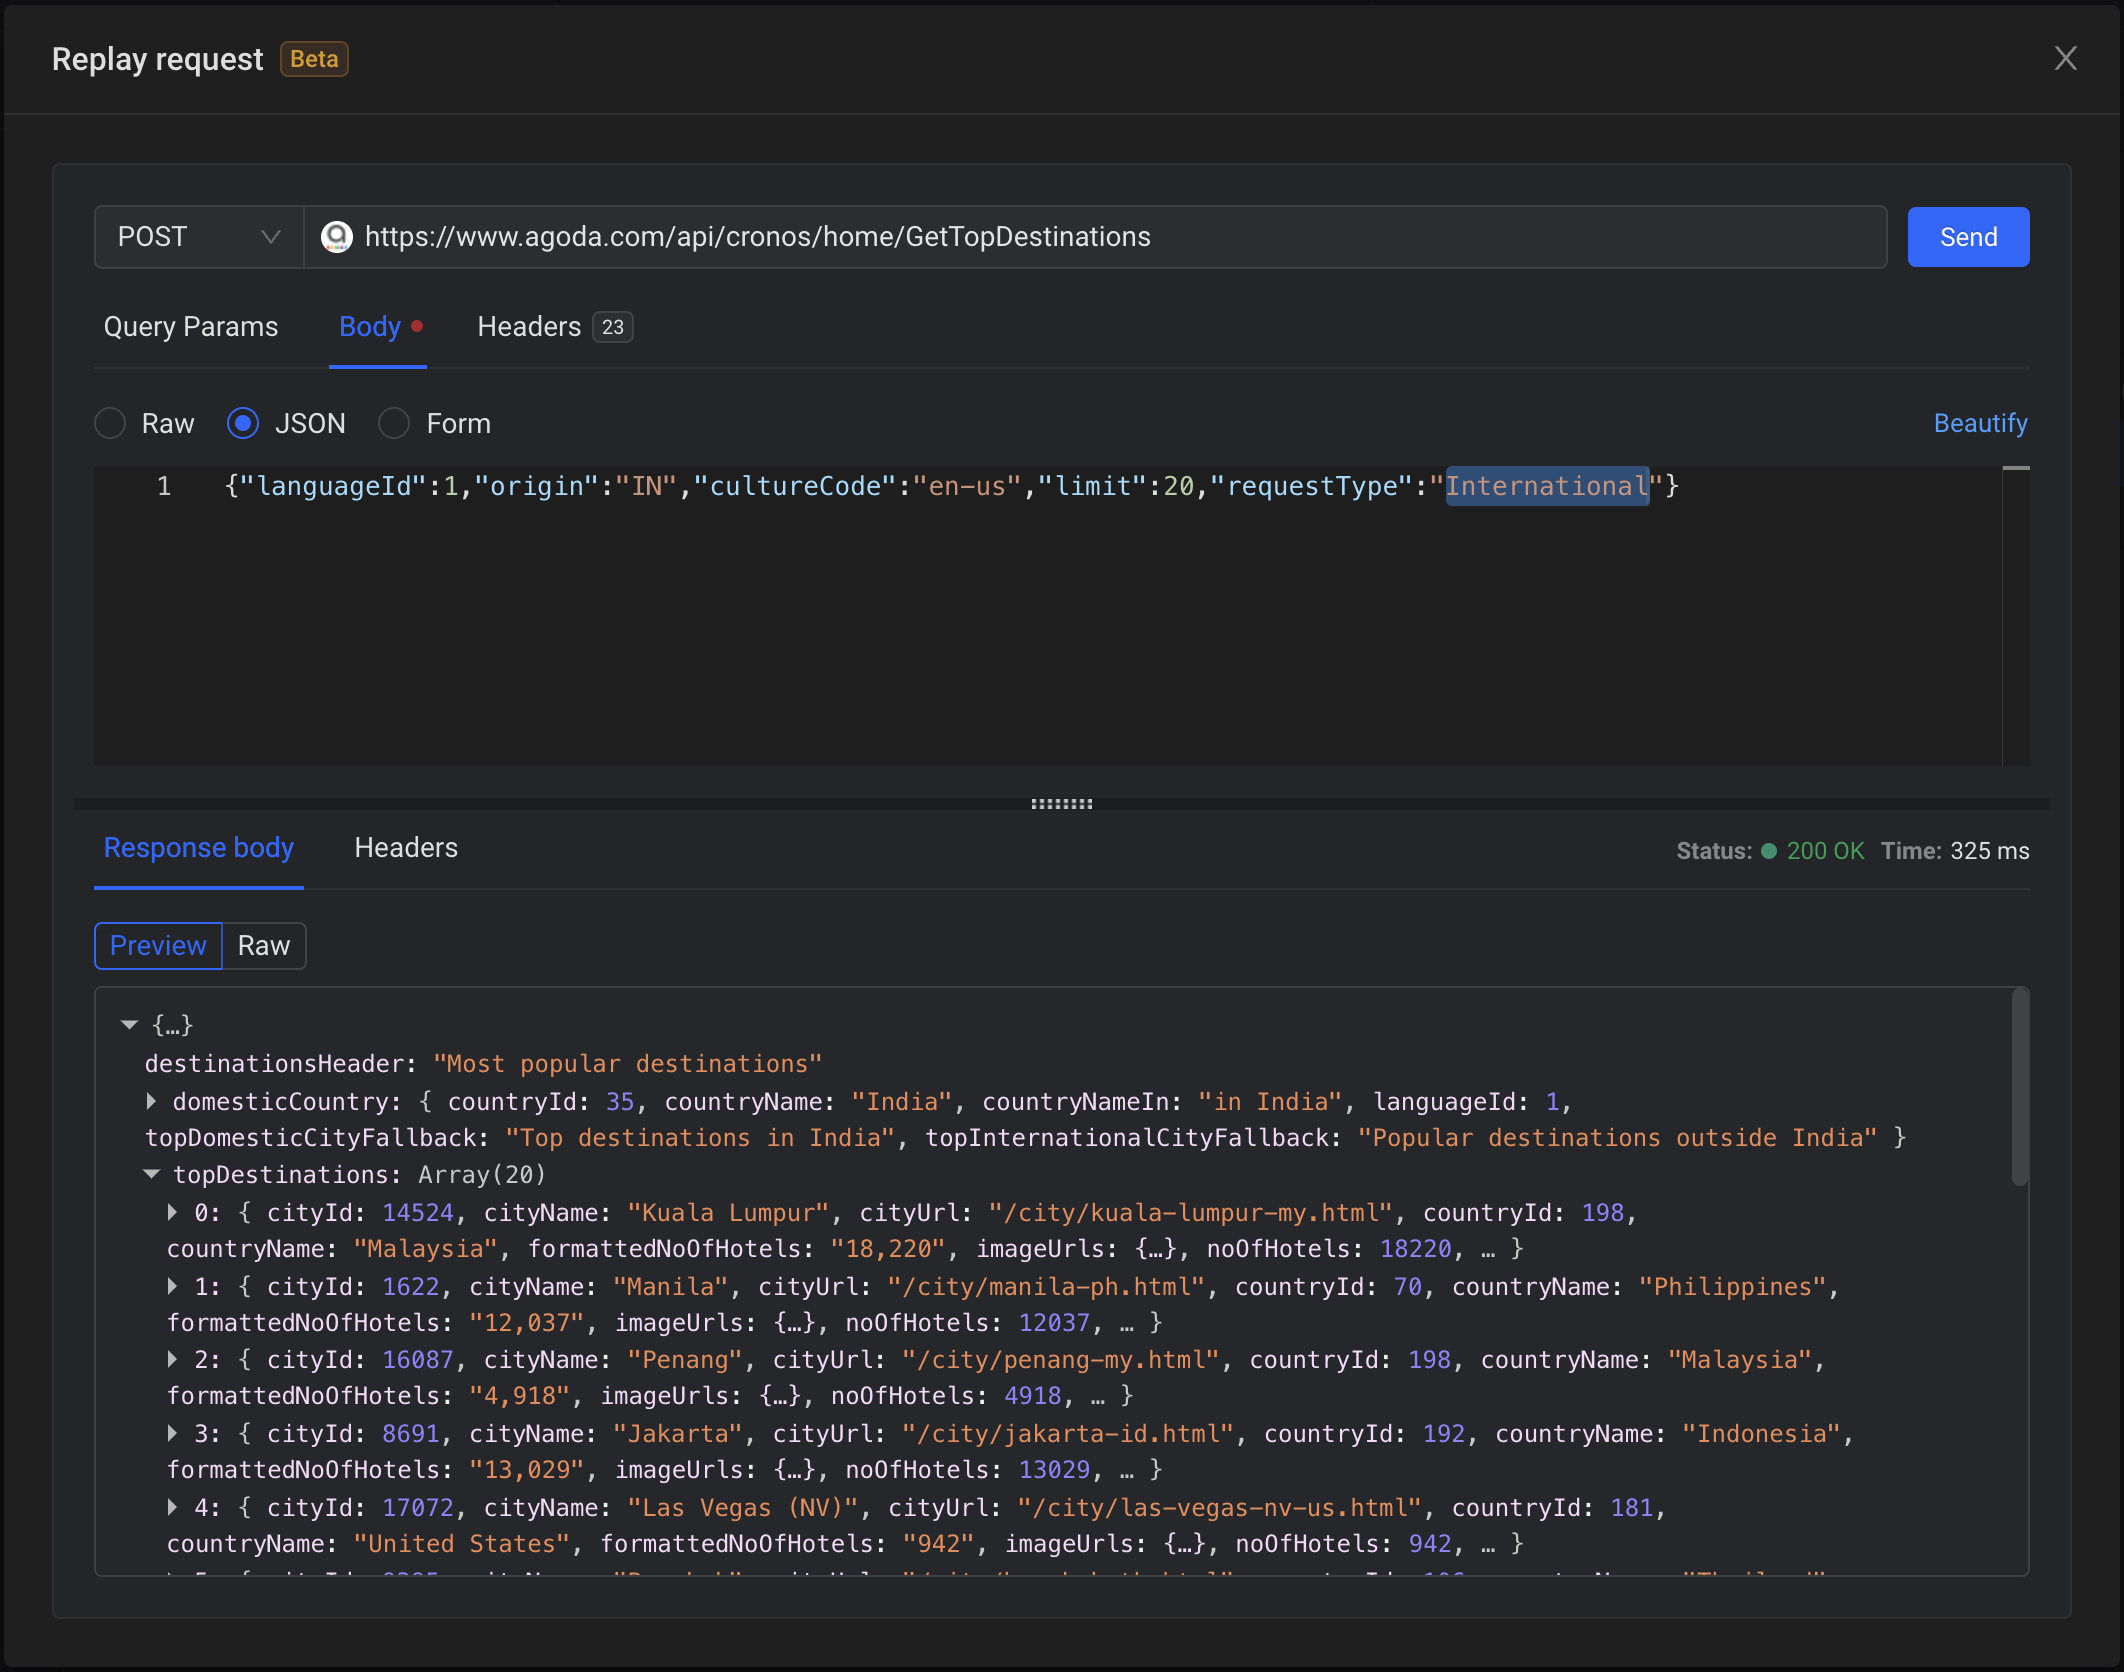 Replay request Beta
POST https://www.agoda.com/api/cronos/home/GetTopDestinations Send
Query Params Body Headers 23
Raw JSON Form Beautify
1 {"languageId":1,"origin":"IN","cultureCode":"en-us","limit":20,"requestType":"International"}
Response body Headers Status: 200 OK Time: 325 ms
Preview Raw
{…}
destinationsHeader: "Most popular destinations"
domesticCountry: { countryId: 35, countryName: "India", countryNameIn: "in India", languageId: 1,
topDomesticCityFallback: "Top destinations in India", topInternationalCityFallback: "Popular destinations outside India" }
topDestinations: Array(20)
0: { cityId: 14524, cityName: "Kuala Lumpur", cityUrl: "/city/kuala-lumpur-my.html", countryId: 198,
countryName: "Malaysia", formattedNoOfHotels: "18,220", imageUrls: {…}, noOfHotels: 18220, … }
1: { cityId: 1622, cityName: "Manila", cityUrl: "/city/manila-ph.html", countryId: 70, countryName: "Philippines",
formattedNoOfHotels: "12,037", imageUrls: {…}, noOfHotels: 12037, … }
2: { cityId: 16087, cityName: "Penang", cityUrl: "/city/penang-my.html", countryId: 198, countryName: "Malaysia",
formattedNoOfHotels: "4,918", imageUrls: {…}, noOfHotels: 4918, … }
3: { cityId: 8691, cityName: "Jakarta", cityUrl: "/city/jakarta-id.html", countryId: 192, countryName: "Indonesia",
formattedNoOfHotels: "13,029", imageUrls: {…}, noOfHotels: 13029, … }
4: { cityId: 17072, cityName: "Las Vegas (NV)", cityUrl: "/city/las-vegas-nv-us.html", countryId: 181,
countryName: "United States", formattedNoOfHotels: "942", imageUrls: {…}, noOfHotels: 942, … }